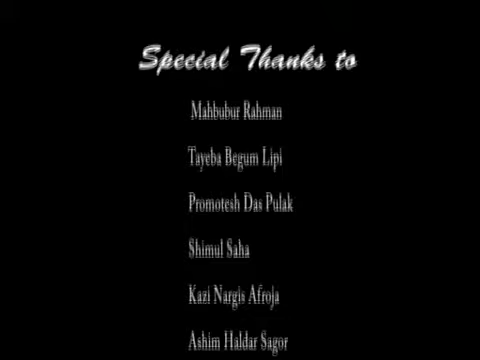 Special Thanks to
Mahbubur Rahman
Tayeba Begum Lipi
Promotesh Das Pulak
Shimul Saha
Kazi Nargis Afroja
Ashim Haldar Sagor